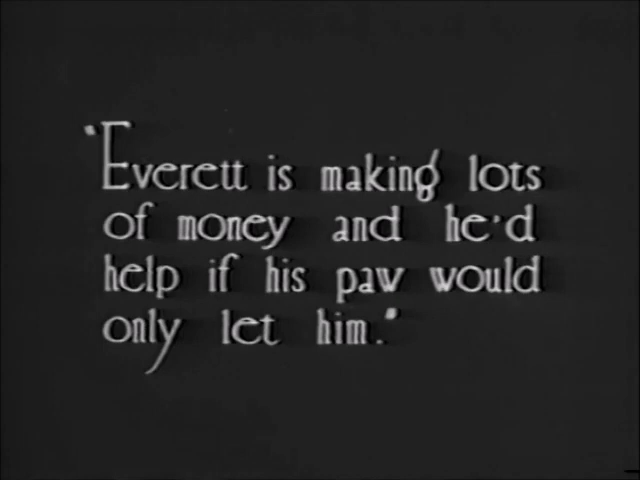 "Everett is making lots
of money and he'd
help if his paw would
only let him."